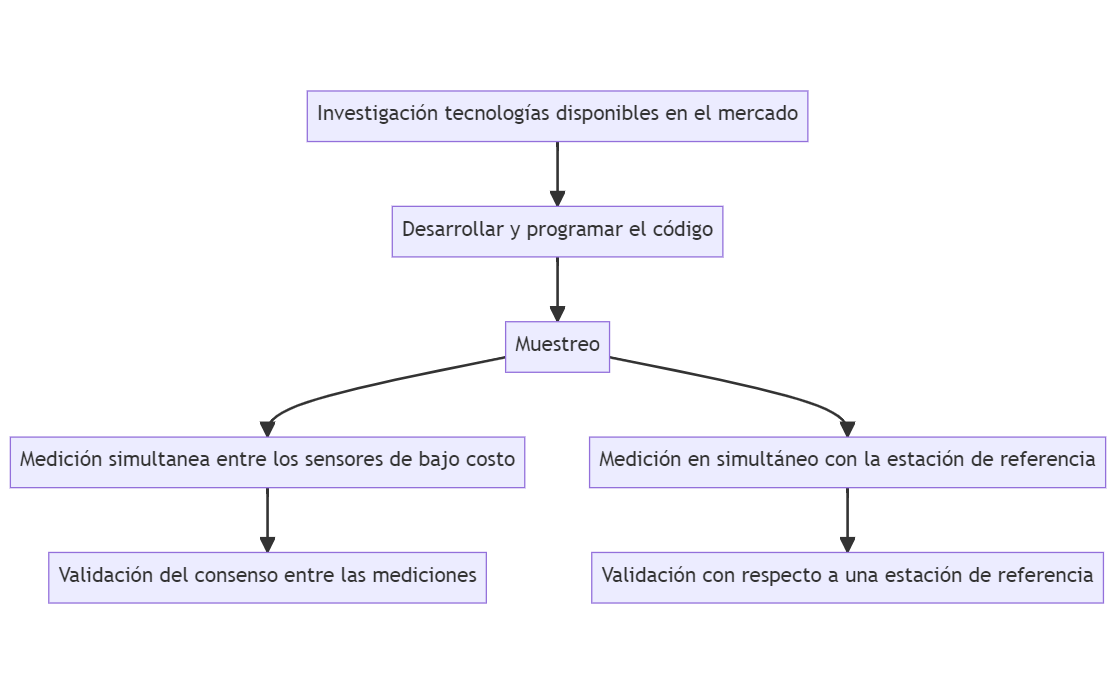 Investigación tecnologías disponibles en el mercado
Desarrollar y programar el código
Muestreo
Medición simultanea entre los sensores de bajo costo
Medición en simultáneo con la estación de referencia
Validación del consenso entre las mediciones
Validación con respecto a una estación de referencia